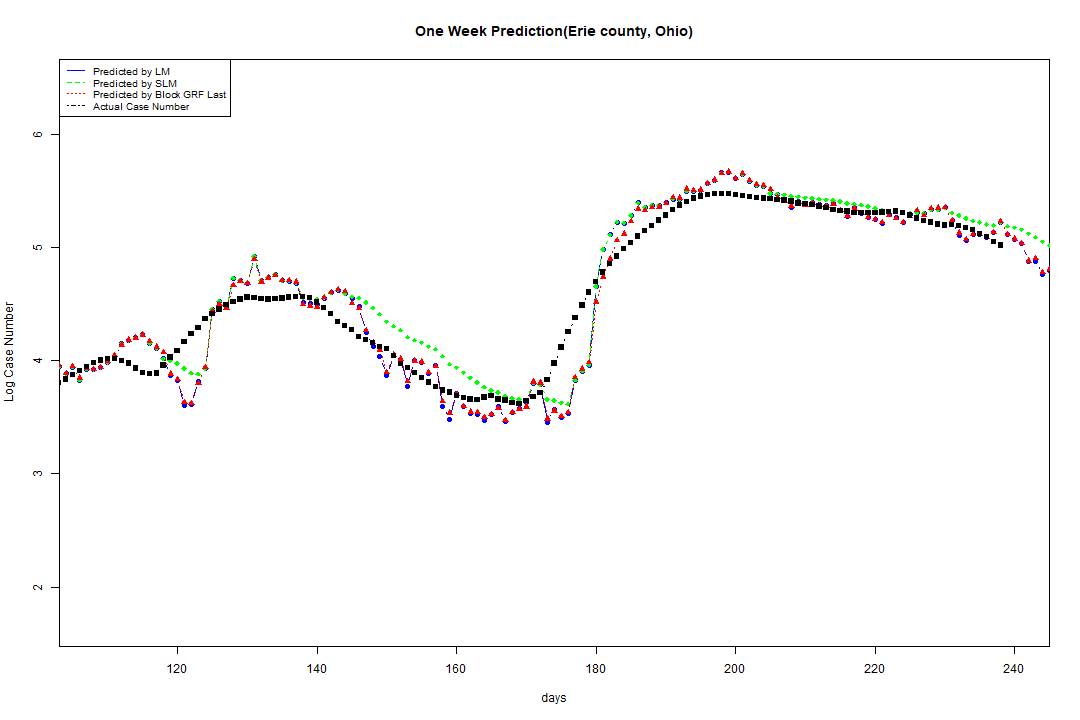 One Week Prediction(Erie county, Ohio)
Predicted by LM
Predicted by SLM
Predicted by Block GRF Last
Actual Case Number
Log Case Number
6
5
4
3
2
120 140 160 180 200 220 240
days